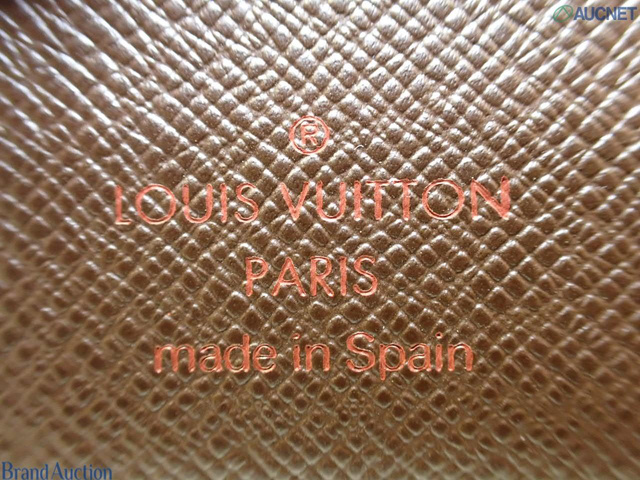 AUCNET
®
LOUIS VUITTON
PARIS
made in Spain
Brand Auction